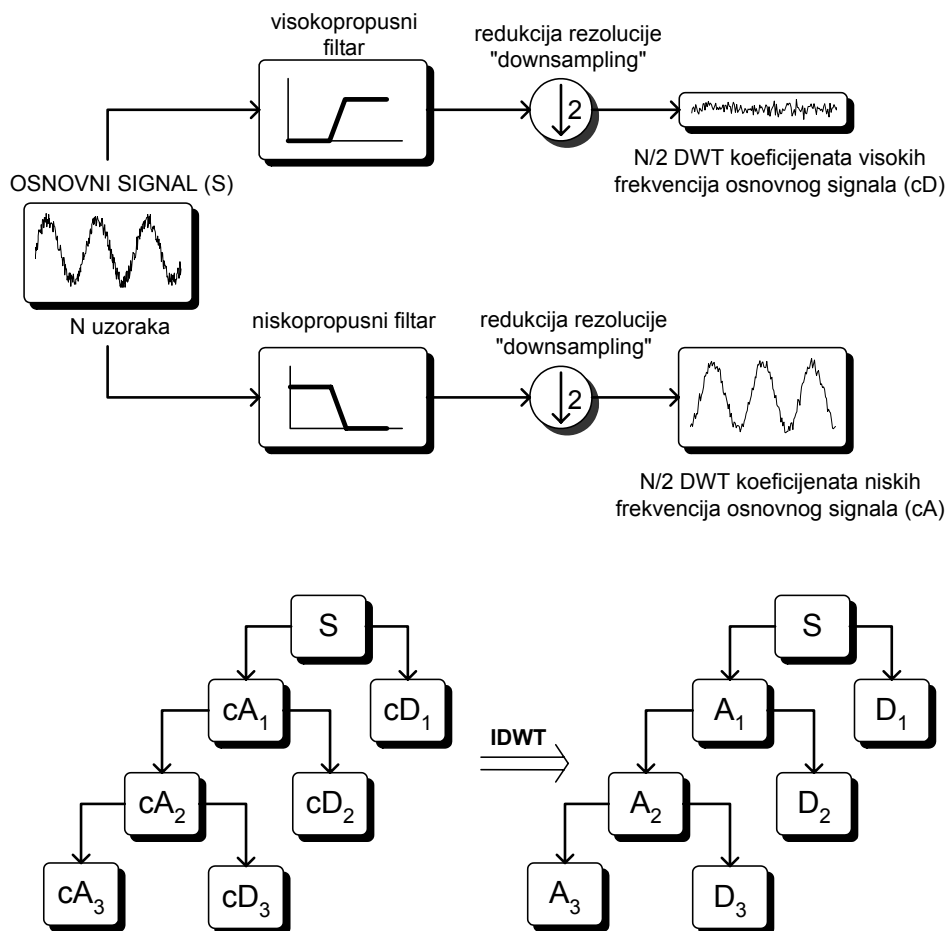 visokopropusni
filtar
redukcija rezolucije
"downsampling"
2
N/2 DWT koeficijenata visokih
frekvencija osnovnog signala (cD)
OSNOVNI SIGNAL (S)
N uzoraka
niskopropusni filtar
redukcija rezolucije
"downsampling"
2
N/2 DWT koeficijenata niskih
frekvencija osnovnog signala (cA)
S
cA₁
cD₁
cA₂
cD₂
cA₃
cD₃
IDWT
S
A₁
D₁
A₂
D₂
A₃
D₃